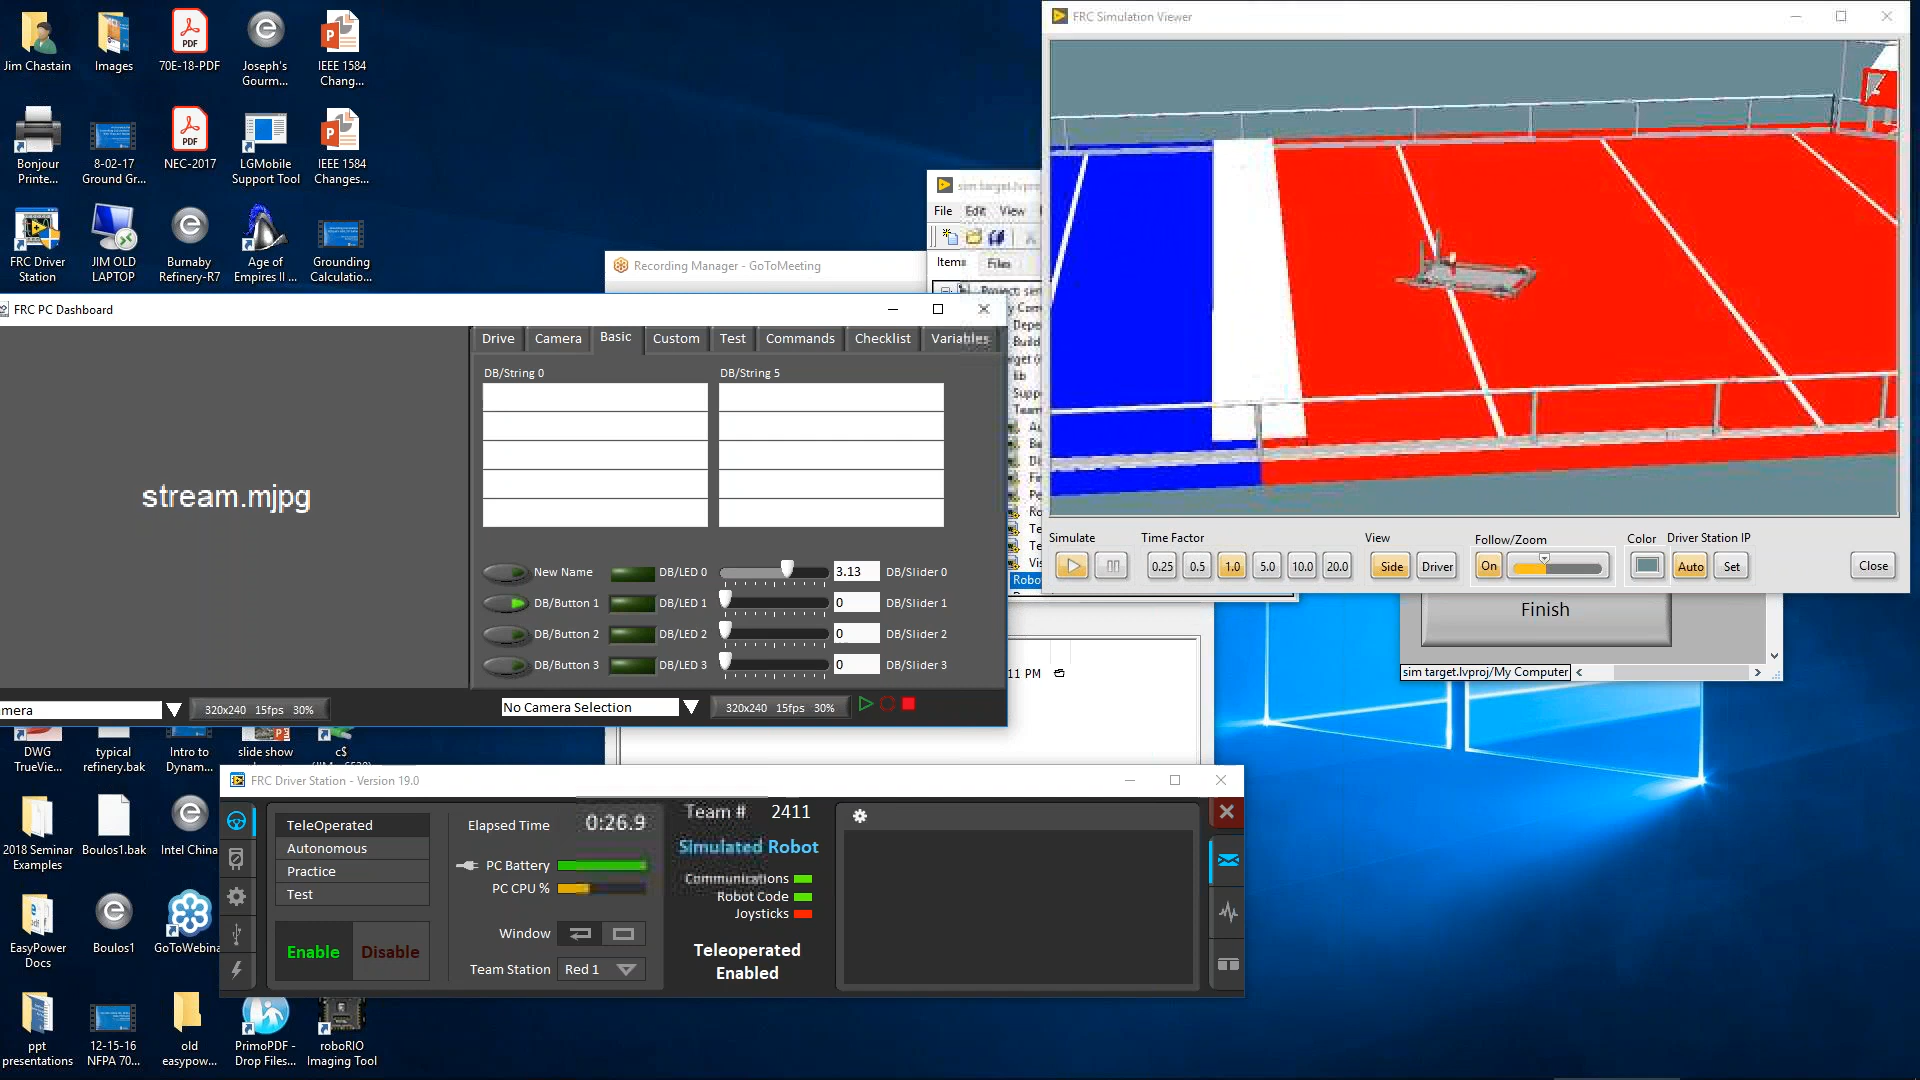 Jim Chastain
Images
70E-18-PDF
Joseph's
Gourm...
IEEE 1584
Chang...
Bonjour
Printe...
8-02-17
Ground Gr...
NEC-2017
LGMobile
Support Tool
IEEE 1584
Changes...
FRC Driver
Station
JIM OLD
LAPTOP
Burnaby
Refinery-R7
Age of
Empires II ...
Grounding
Calculatio...
FRC Simulation Viewer
sim target.lvproj
File Edit View
Items Files
Recording Manager - GoToMeeting
FRC PC Dashboard
Drive Camera Basic Custom Test Commands Checklist Variables
DB/String 0 DB/String 5
stream.mjpg
New Name DB/LED 0 3.13 DB/Slider 0
DB/Button 1 DB/LED 1 0 DB/Slider 1
DB/Button 2 DB/LED 2 0 DB/Slider 2
DB/Button 3 DB/LED 3 0 DB/Slider 3
mera 320x240 15fps 30% No Camera Selection 320x240 15fps 30%
Simulate Time Factor View Follow/Zoom Color Driver Station IP
0.25 0.5 1.0 5.0 10.0 20.0 Side Driver On Auto Set Close
Finish
sim target.lvproj/My Computer
11 PM
DWG
TrueVie...
typical
refinery.bak
Intro to
Dynam...
slide show
c$
2018 Seminar
Examples
Boulos1.bak
Intel China
EasyPower
Docs
Boulos1
GoToWebina
ppt
presentations
12-15-16
NFPA 70...
old
easypow...
PrimoPDF -
Drop Files...
roboRIO
Imaging Tool
FRC Driver Station - Version 19.0
TeleOperated
Autonomous
Practice
Test
Enable Disable
Elapsed Time 0:26.9
PC Battery
PC CPU %
Window
Team Station Red 1
Team # 2411
Simulated Robot
Communications
Robot Code
Joysticks
Teleoperated
Enabled